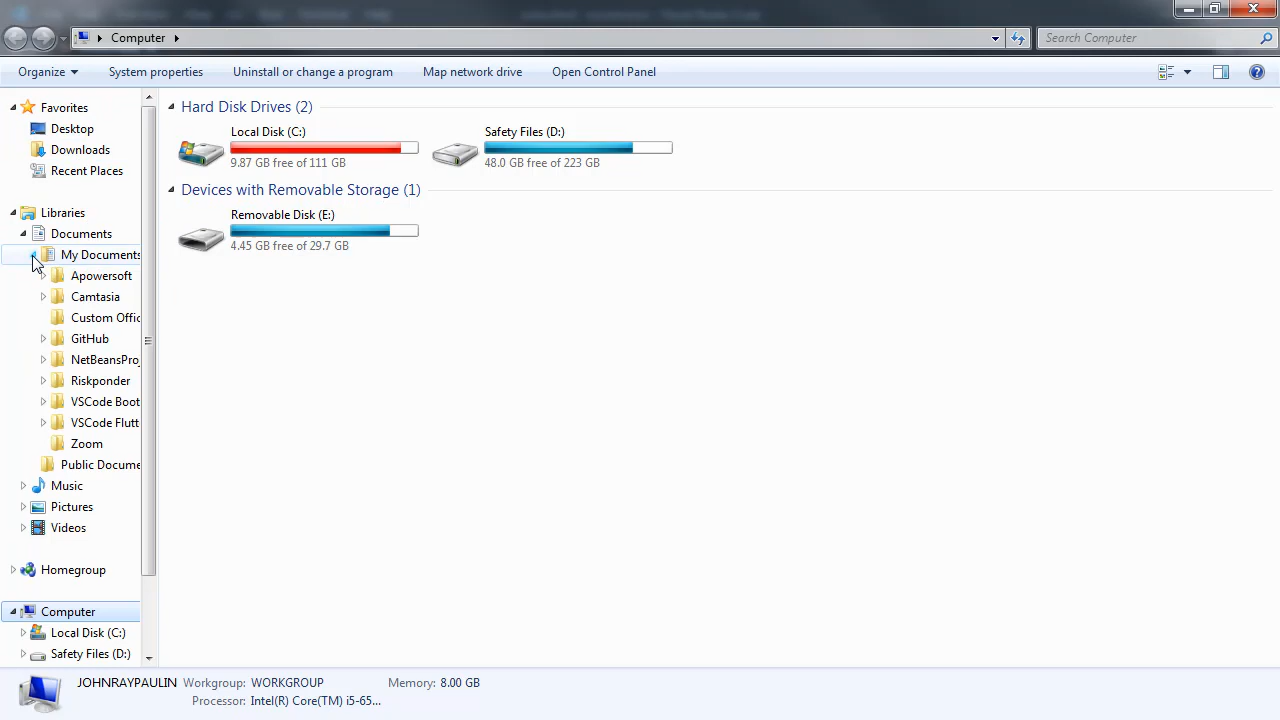 Computer
Search Computer
Organize
System properties
Uninstall or change a program
Map network drive
Open Control Panel
Favorites
Desktop
Downloads
Recent Places
Libraries
Documents
My Documents
Apowersoft
Camtasia
Custom Offic
GitHub
NetBeansProj
Riskponder
VSCode Boot
VSCode Flutt
Zoom
Public Docume
Music
Pictures
Videos
Homegroup
Computer
Local Disk (C:)
Safety Files (D:)
Hard Disk Drives (2)
Local Disk (C:)
9.87 GB free of 111 GB
Safety Files (D:)
48.0 GB free of 223 GB
Devices with Removable Storage (1)
Removable Disk (E:)
4.45 GB free of 29.7 GB
JOHNRAYPAULIN
Workgroup: WORKGROUP
Memory: 8.00 GB
Processor: Intel(R) Core(TM) i5-65...